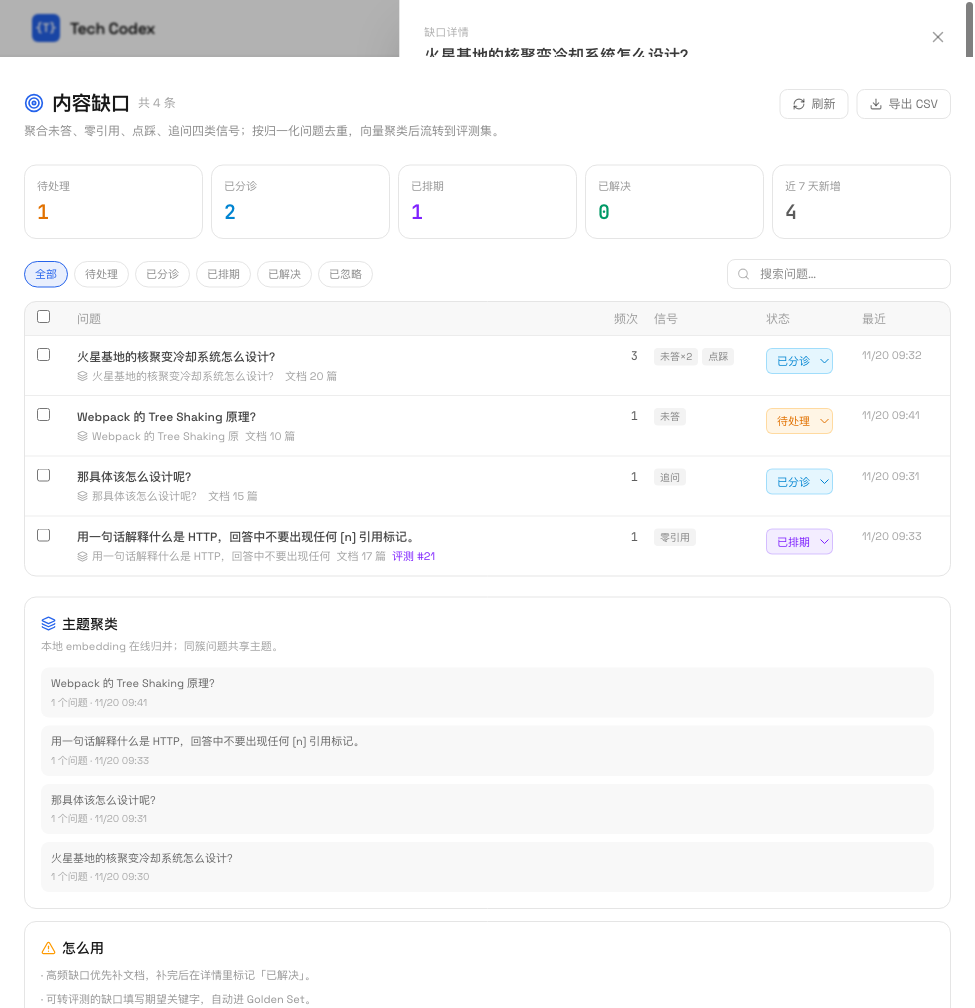 {T} Tech Codex
缺口详情
火星基地的核聚变冷却系统怎么设计?
内容缺口 共 4 条
刷新 导出 CSV
聚合未答、零引用、点踩、追问四类信号；按归一化问题去重，向量聚类后流转到评测集。
待处理 已分诊 已排期 已解决 近 7 天新增
1 2 1 0 4
全部 待处理 已分诊 已排期 已解决 已忽略 搜索问题...
问题 频次 信号 状态 最近
火星基地的核聚变冷却系统怎么设计? 3 未答×2 点踩 已分诊 11/20 09:32
火星基地的核聚变冷却系统怎么设计? 文档 20 篇
Webpack 的 Tree Shaking 原理? 1 未答 待处理 11/20 09:41
Webpack 的 Tree Shaking 原 文档 10 篇
那具体该怎么设计呢? 1 追问 已分诊 11/20 09:31
那具体该怎么设计呢? 文档 15 篇
用一句话解释什么是 HTTP，回答中不要出现任何 [n] 引用标记。 1 零引用 已排期 11/20 09:33
用一句话解释什么是 HTTP，回答中不要出现任何 文档 17 篇 评测 #21
主题聚类
本地 embedding 在线归并；同簇问题共享主题。
Webpack 的 Tree Shaking 原理?
1 个问题 · 11/20 09:41
用一句话解释什么是 HTTP，回答中不要出现任何 [n] 引用标记。
1 个问题 · 11/20 09:33
那具体该怎么设计呢?
1 个问题 · 11/20 09:31
火星基地的核聚变冷却系统怎么设计?
1 个问题 · 11/20 09:30
怎么用
· 高频缺口优先补文档，补完后在详情里标记「已解决」。
· 可转评测的缺口填写期望关键字，自动进 Golden Set。